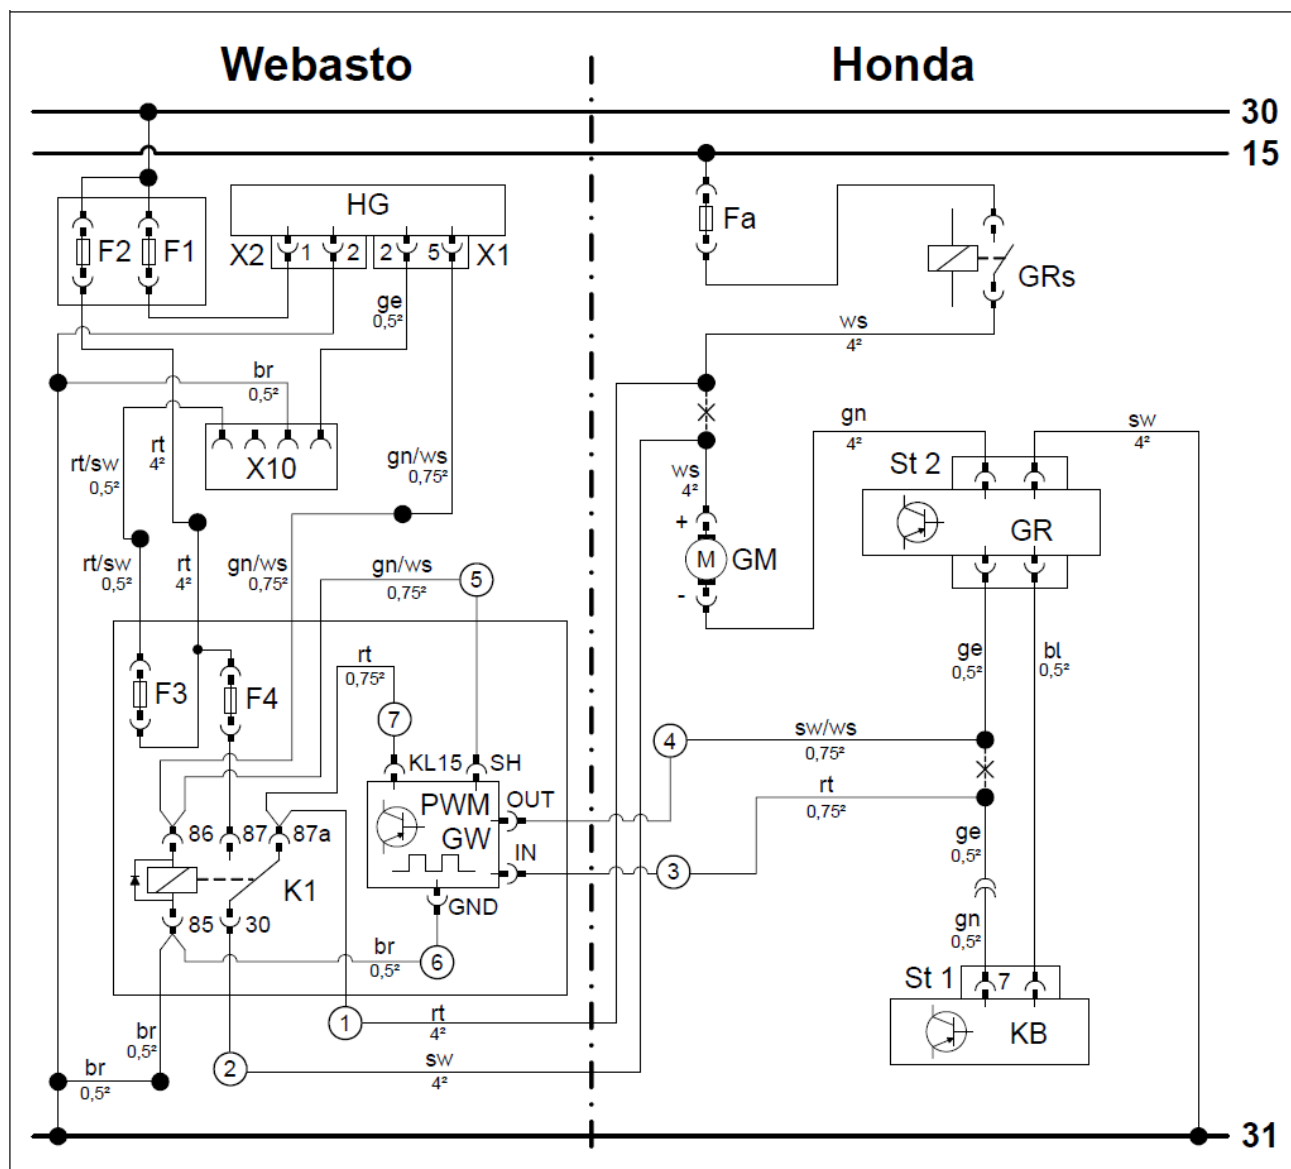 Webasto
Honda
30
15
HG
F2
F1
X2
1
2
2
5
X1
Fa
GRs
ge
0,5²
ws
4²
br
0,5²
X10
rt/sw
0,5²
rt
4²
gn/ws
0,75²
ws
4²
gn
4²
sw
4²
St 2
GR
+
M
GM
-
rt/sw
0,5²
rt
4²
gn/ws
0,75²
gn/ws
0,75²
5
ge
0,5²
bl
0,5²
rt
0,75²
F3
F4
7
4
sw/ws
0,75²
KL15
SH
PWM
GW
OUT
IN
GND
3
rt
0,75²
86
87
87a
K1
85
30
ge
0,5²
gn
0,5²
br
0,5²
6
St 1
7
KB
1
rt
4²
br
0,5²
2
sw
4²
br
0,5²
31